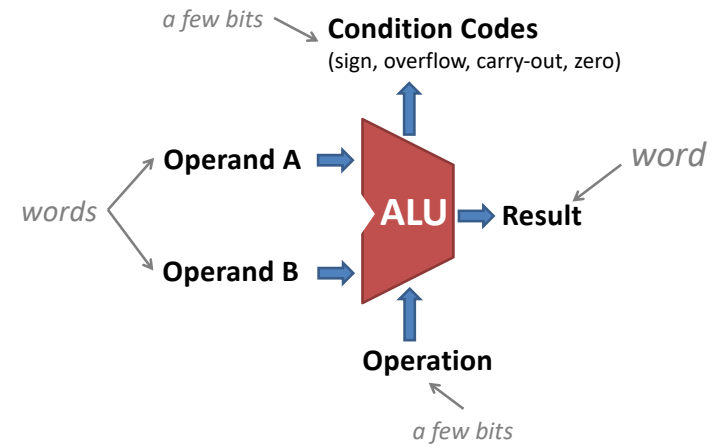 a few bits
Condition Codes
(sign, overflow, carry-out, zero)
Operand A
word
words
ALU
Result
Operand B
Operation
a few bits